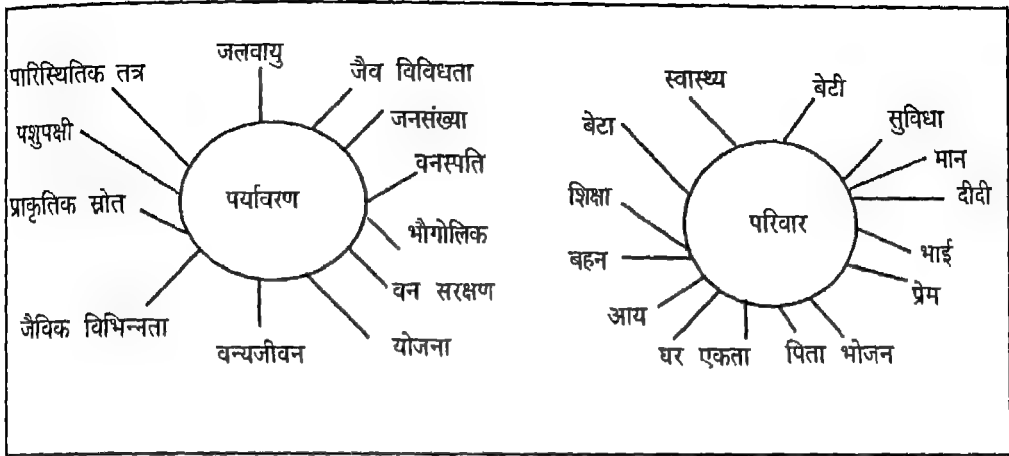 जलवायु
पारिस्थितिक तत्र
जैव विविधता
पशुपक्षी
जनसंख्या
वनस्पति
प्राकृतिक स्रोत
पर्यावरण
भौगोलिक
वन सरक्षण
जैविक विभिन्नता
वन्यजीवन
योजना
स्वास्थ्य
बेटी
बेटा
सुविधा
मान
शिक्षा
दीदी
परिवार
बहन
भाई
प्रेम
आय
घर एकता पिता भोजन